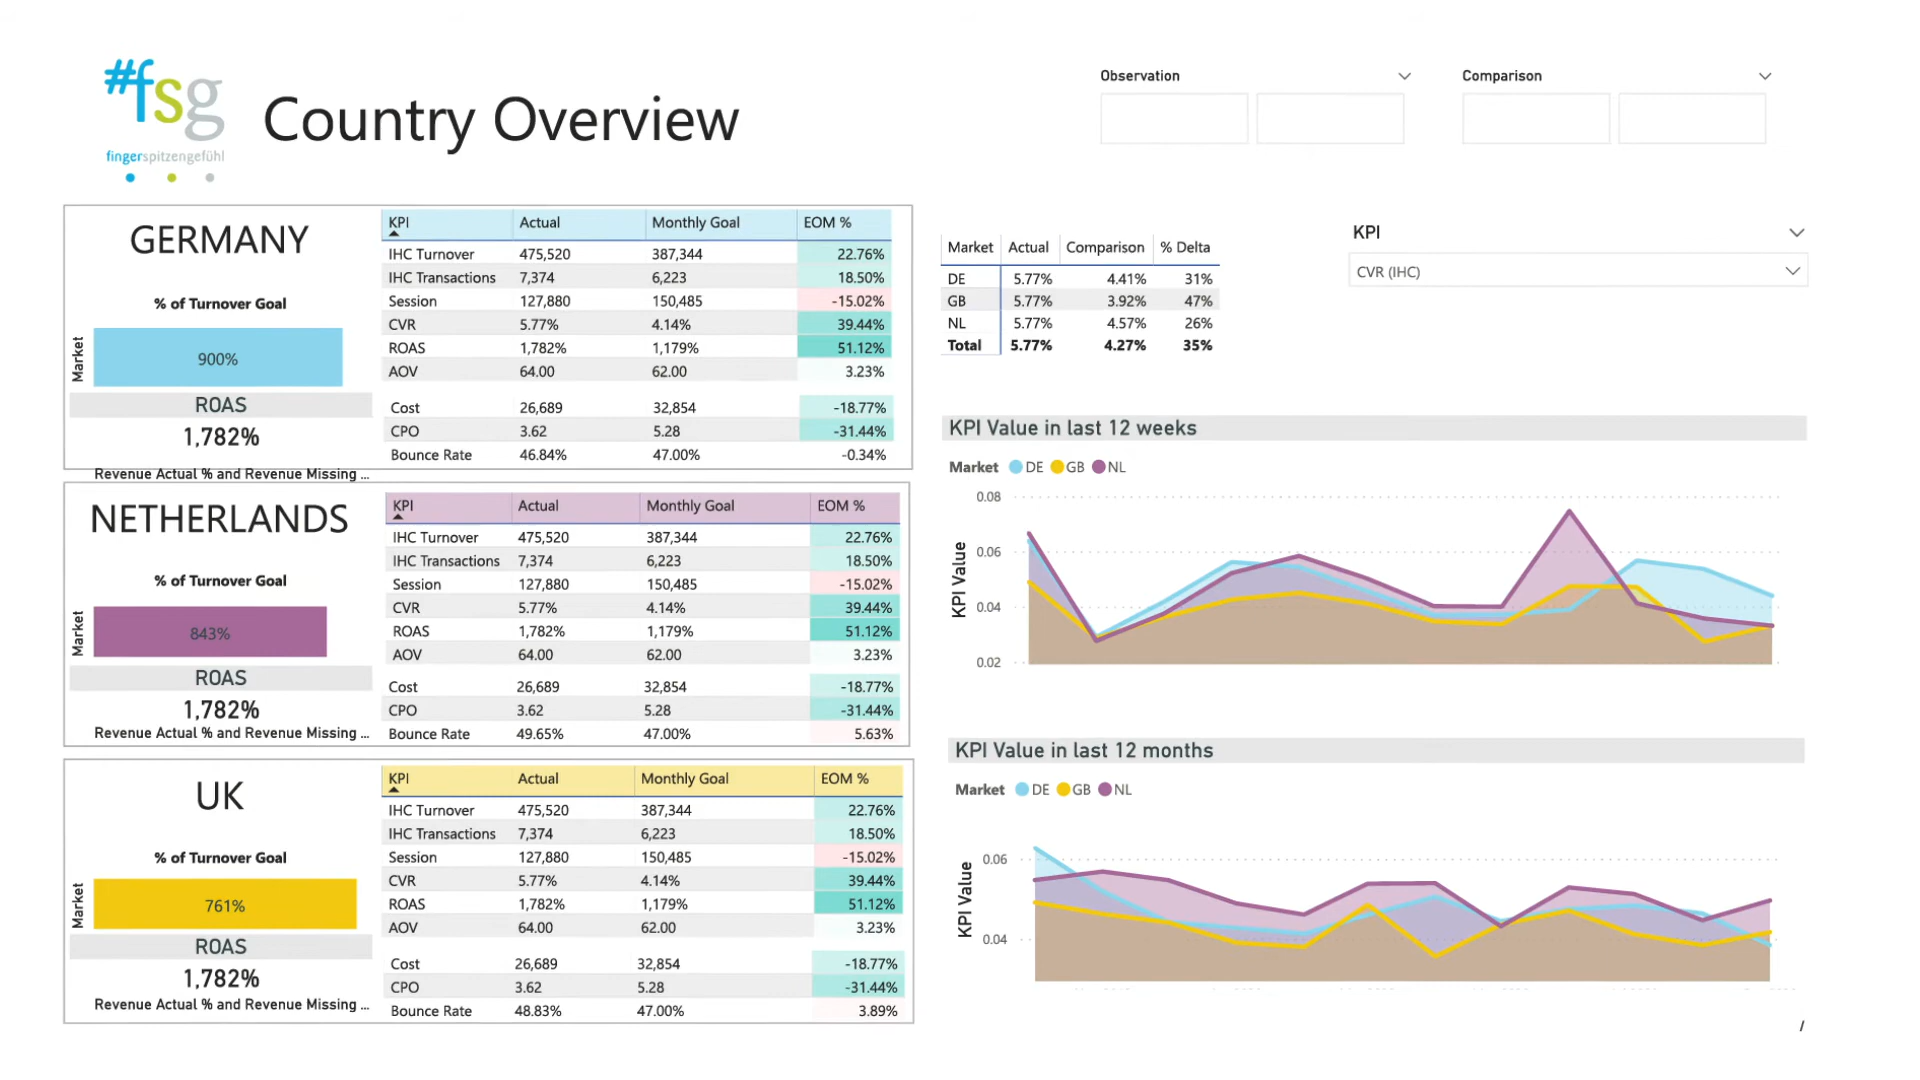 #fsg
fingerspitzengefühl
Country Overview
Observation
Comparison
GERMANY
% of Turnover Goal
Market
900%
ROAS
1,782%
Revenue Actual % and Revenue Missing ...
KPI Actual Monthly Goal EOM %
IHC Turnover 475,520 387,344 22.76%
IHC Transactions 7,374 6,223 18.50%
Session 127,880 150,485 -15.02%
CVR 5.77% 4.14% 39.44%
ROAS 1,782% 1,179% 51.12%
AOV 64.00 62.00 3.23%
Cost 26,689 32,854 -18.77%
CPO 3.62 5.28 -31.44%
Bounce Rate 46.84% 47.00% -0.34%
NETHERLANDS
% of Turnover Goal
Market
843%
ROAS
1,782%
Revenue Actual % and Revenue Missing ...
KPI Actual Monthly Goal EOM %
IHC Turnover 475,520 387,344 22.76%
IHC Transactions 7,374 6,223 18.50%
Session 127,880 150,485 -15.02%
CVR 5.77% 4.14% 39.44%
ROAS 1,782% 1,179% 51.12%
AOV 64.00 62.00 3.23%
Cost 26,689 32,854 -18.77%
CPO 3.62 5.28 -31.44%
Bounce Rate 49.65% 47.00% 5.63%
UK
% of Turnover Goal
Market
761%
ROAS
1,782%
Revenue Actual % and Revenue Missing ...
KPI Actual Monthly Goal EOM %
IHC Turnover 475,520 387,344 22.76%
IHC Transactions 7,374 6,223 18.50%
Session 127,880 150,485 -15.02%
CVR 5.77% 4.14% 39.44%
ROAS 1,782% 1,179% 51.12%
AOV 64.00 62.00 3.23%
Cost 26,689 32,854 -18.77%
CPO 3.62 5.28 -31.44%
Bounce Rate 48.83% 47.00% 3.89%
Market Actual Comparison % Delta
DE 5.77% 4.41% 31%
GB 5.77% 3.92% 47%
NL 5.77% 4.57% 26%
Total 5.77% 4.27% 35%
KPI
CVR (IHC)
KPI Value in last 12 weeks
Market DE GB NL
KPI Value
0.08
0.06
0.04
0.02
KPI Value in last 12 months
Market DE GB NL
KPI Value
0.06
0.04
/